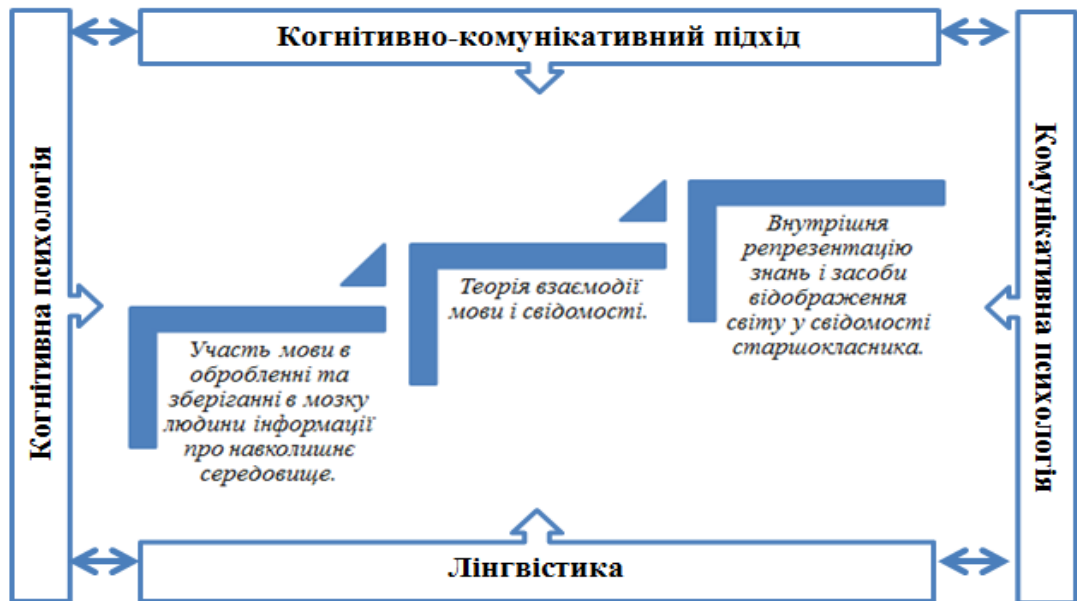 Когнітивно-комунікативний підхід
Когнітивна психологія
Комунікативна психологія
Внутрішня
репрезентацію
знань і засоби
відображення
світу у свідомості
старшокласника.
Теорія взаємодії
мови і свідомості.
Участь мови в
обробленні та
зберіганні в мозку
людини інформації
про навколишнє
середовище.
Лінгвістика